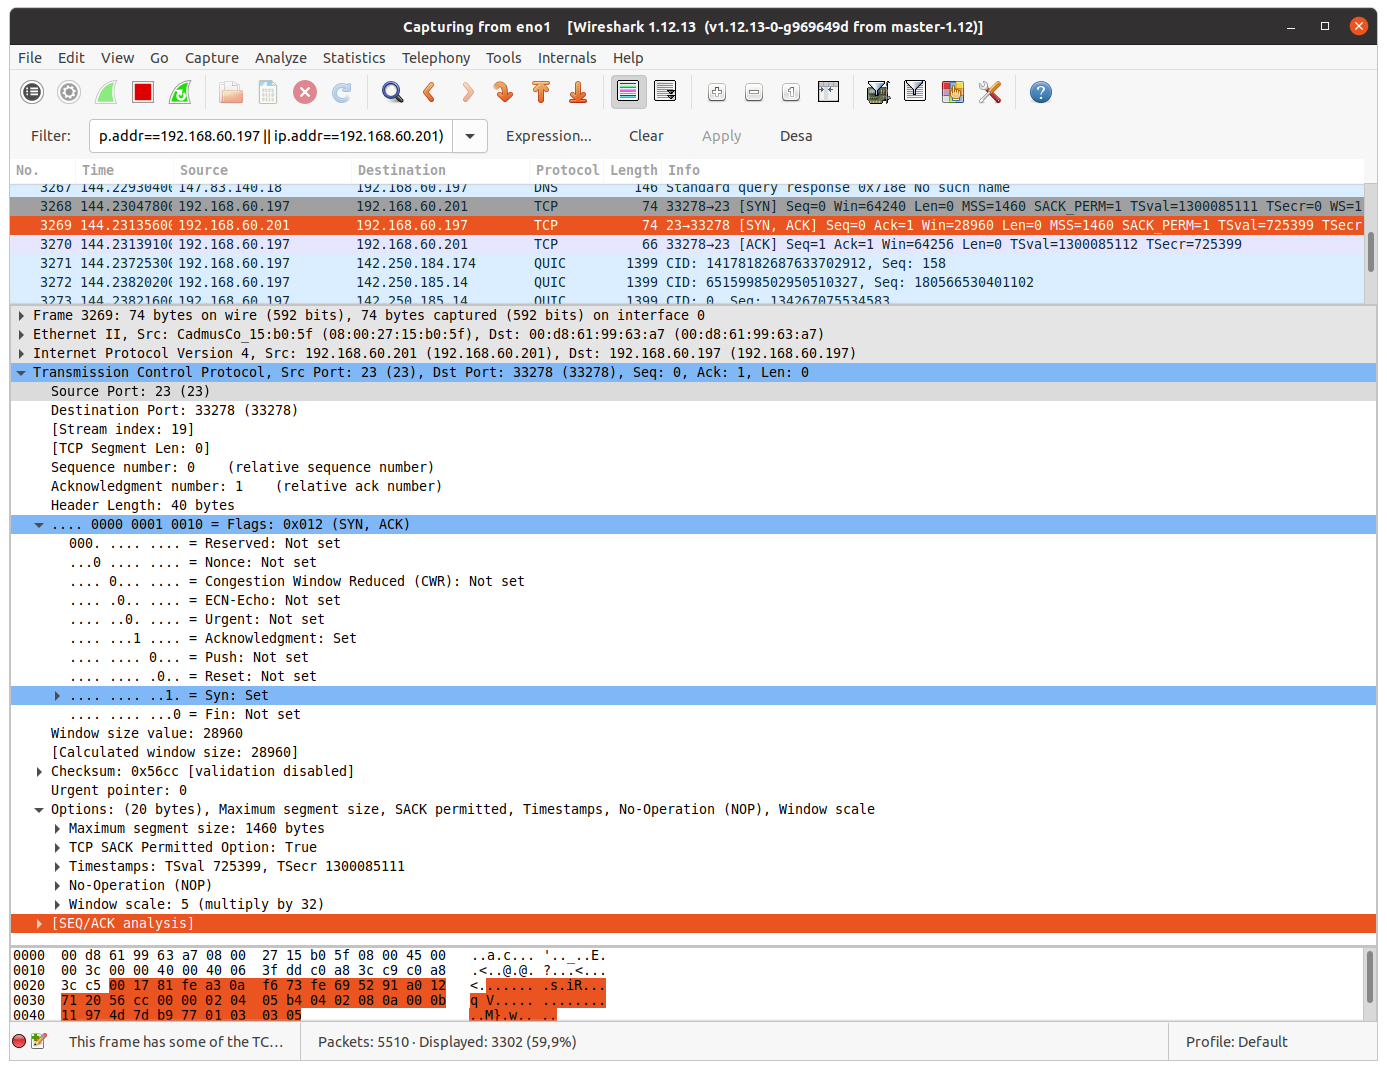 Capturing from eno1 [Wireshark 1.12.13 (v1.12.13-0-g969649d from master-1.12)]
File Edit View Go Capture Analyze Statistics Telephony Tools Internals Help
Filter: p.addr==192.168.60.197 || ip.addr==192.168.60.201) Expression... Clear Apply Desa
No. Time Source Destination Protocol Length Info
3267 144.22930400 147.83.140.18 192.168.60.197 DNS 146 Standard query response 0x718e No such name
3268 144.23047800 192.168.60.197 192.168.60.201 TCP 74 33278→23 [SYN] Seq=0 Win=64240 Len=0 MSS=1460 SACK_PERM=1 TSval=1300085111 TSecr=0 WS=1
3269 144.23135600 192.168.60.201 192.168.60.197 TCP 74 23→33278 [SYN, ACK] Seq=0 Ack=1 Win=28960 Len=0 MSS=1460 SACK_PERM=1 TSval=725399 TSecr
3270 144.23139100 192.168.60.197 192.168.60.201 TCP 66 33278→23 [ACK] Seq=1 Ack=1 Win=64256 Len=0 TSval=1300085112 TSecr=725399
3271 144.23725300 192.168.60.197 142.250.184.174 QUIC 1399 CID: 14178182687633702912, Seq: 158
3272 144.23820200 192.168.60.197 142.250.185.14 QUIC 1399 CID: 6515998502950510327, Seq: 180566530401102
3273 144.23821600 192.168.60.197 142.250.185.14 QUIC 1399 CID: 0, Seq: 134267075534583
Frame 3269: 74 bytes on wire (592 bits), 74 bytes captured (592 bits) on interface 0
Ethernet II, Src: CadmusCo_15:b0:5f (08:00:27:15:b0:5f), Dst: 00:d8:61:99:63:a7 (00:d8:61:99:63:a7)
Internet Protocol Version 4, Src: 192.168.60.201 (192.168.60.201), Dst: 192.168.60.197 (192.168.60.197)
Transmission Control Protocol, Src Port: 23 (23), Dst Port: 33278 (33278), Seq: 0, Ack: 1, Len: 0
Source Port: 23 (23)
Destination Port: 33278 (33278)
[Stream index: 19]
[TCP Segment Len: 0]
Sequence number: 0 (relative sequence number)
Acknowledgment number: 1 (relative ack number)
Header Length: 40 bytes
.... 0000 0001 0010 = Flags: 0x012 (SYN, ACK)
000. .... .... = Reserved: Not set
...0 .... .... = Nonce: Not set
.... 0... .... = Congestion Window Reduced (CWR): Not set
.... .0.. .... = ECN-Echo: Not set
.... ..0. .... = Urgent: Not set
.... ...1 .... = Acknowledgment: Set
.... .... 0... = Push: Not set
.... .... .0.. = Reset: Not set
.... .... ..1. = Syn: Set
.... .... ...0 = Fin: Not set
Window size value: 28960
[Calculated window size: 28960]
Checksum: 0x56cc [validation disabled]
Urgent pointer: 0
Options: (20 bytes), Maximum segment size, SACK permitted, Timestamps, No-Operation (NOP), Window scale
Maximum segment size: 1460 bytes
TCP SACK Permitted Option: True
Timestamps: TSval 725399, TSecr 1300085111
No-Operation (NOP)
Window scale: 5 (multiply by 32)
[SEQ/ACK analysis]
0000 00 d8 61 99 63 a7 08 00 27 15 b0 5f 08 00 45 00 ..a.c... '.._..E.
0010 00 3c 00 00 40 00 40 06 3f dd c0 a8 3c c9 c0 a8 .<..@.@. ?...<...
0020 3c c5 00 17 81 fe a3 0a f6 73 fe 69 52 91 a0 12 <....... .s.iR...
0030 71 20 56 cc 00 00 02 04 05 b4 04 02 08 0a 00 0b q V..... ........
0040 11 97 4d 7d b9 77 01 03 03 05 ..M}.w.. ..
This frame has some of the TC... Packets: 5510 · Displayed: 3302 (59,9%) Profile: Default